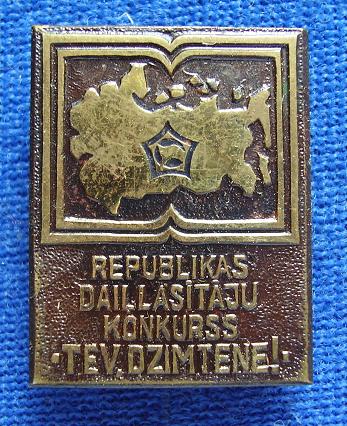 REPUBLIKAS
DAIĻLASĪTĀJU
KONKURSS
·TEV, DZIMTENE!·